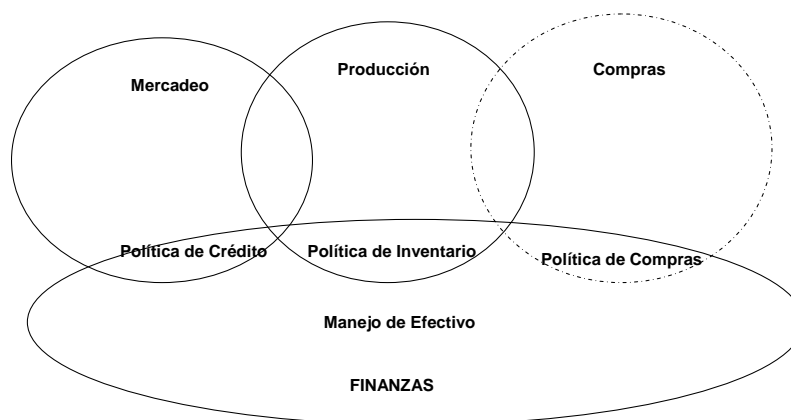 Mercadeo
Producción
Compras
Política de Crédito
Política de Inventario
Política de Compras
Manejo de Efectivo
FINANZAS